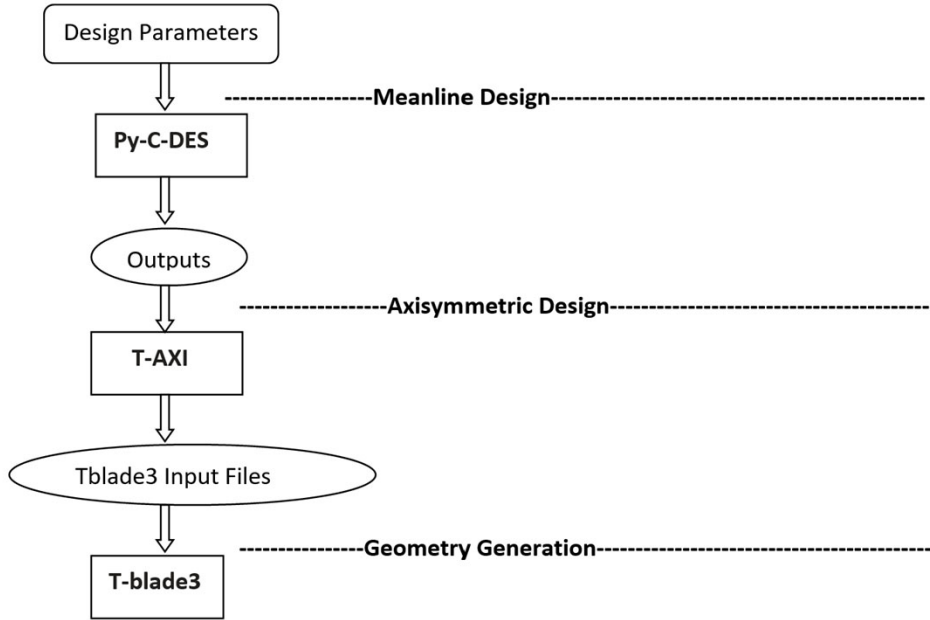 Design Parameters
--------------------Meanline Design---------------------------------------------------
Py-C-DES
Outputs
--------------------Axisymmetric Design--------------------------------------------
T-AXI
Tblade3 Input Files
-----------------Geometry Generation----------------------------------------------
T-blade3